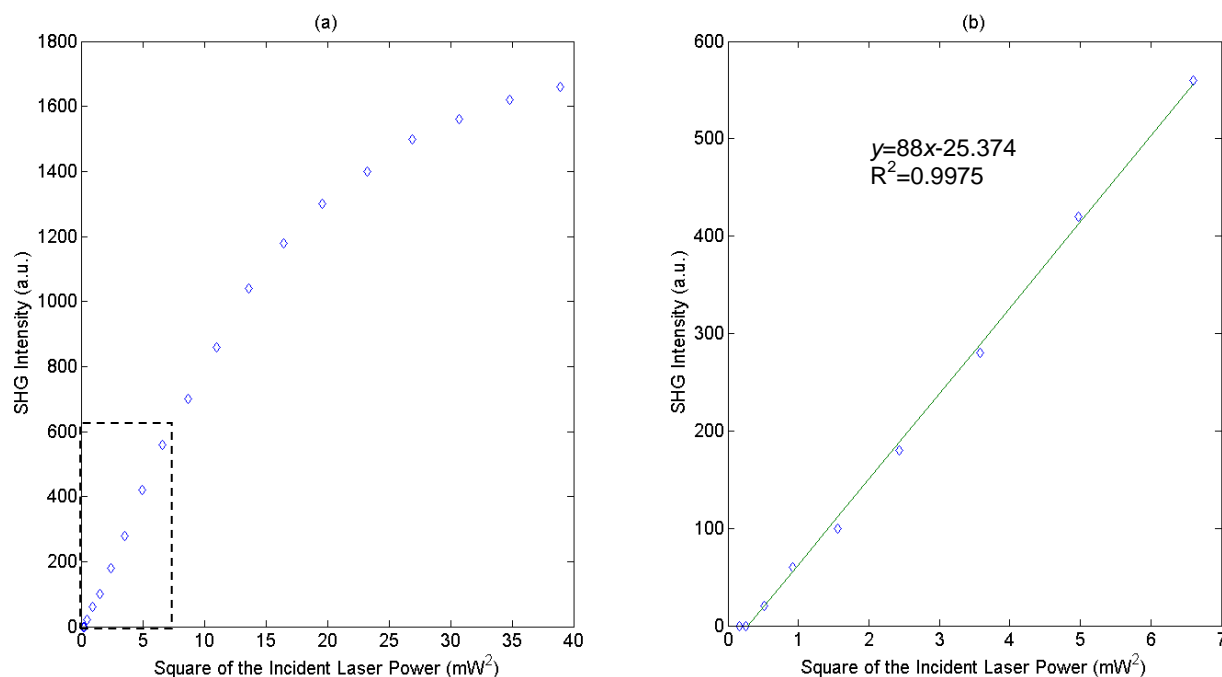 (a)
1800
1600
1400
1200
1000
800
600
400
200
0
SHG Intensity (a.u.)
0 5 10 15 20 25 30 35 40
Square of the Incident Laser Power (mW²)
(b)
600
500
400
300
200
100
0
SHG Intensity (a.u.)
y=88x-25.374
R²=0.9975
0 1 2 3 4 5 6 7
Square of the Incident Laser Power (mW²)